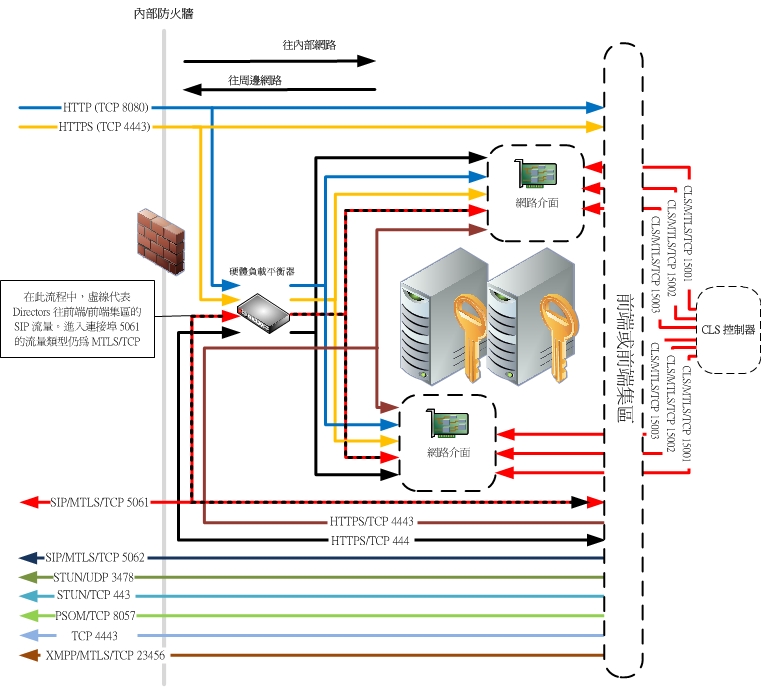 內部防火牆
往內部網路
往周邊網路
HTTP (TCP 8080)
HTTPS (TCP 4443)
網路介面
CLS/MTLS/TCP 15001
CLS/MTLS/TCP 15002
CLS/MTLS/TCP 15003
硬體負載平衡器
在此流程中，虛線代表
Directors 往前端/前端集區的
SIP 流量。進入連接埠 5061
的流量類型仍為 MTLS/TCP
前端或前端集區
CLS 控制器
CLS/MTLS/TCP 15003
CLS/MTLS/TCP 15002
CLS/MTLS/TCP 15001
網路介面
SIP/MTLS/TCP 5061
HTTPS/TCP 4443
HTTPS/TCP 444
SIP/MTLS/TCP 5062
STUN/UDP 3478
STUN/TCP 443
PSOM/TCP 8057
TCP 4443
XMPP/MTLS/TCP 23456